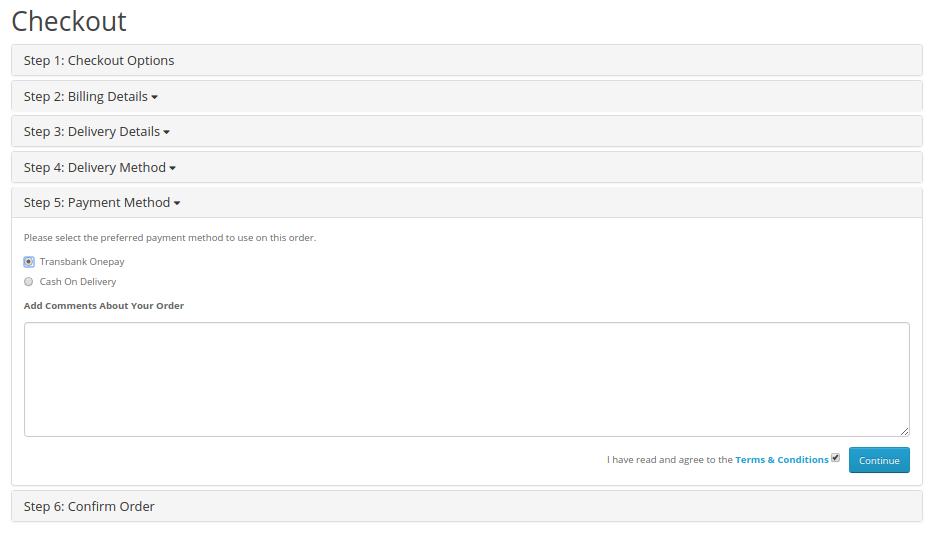 Checkout
Step 1: Checkout Options
Step 2: Billing Details
Step 3: Delivery Details
Step 4: Delivery Method
Step 5: Payment Method
Please select the preferred payment method to use on this order.
Transbank Onepay
Cash On Delivery
Add Comments About Your Order
I have read and agree to the Terms & Conditions Continue
Step 6: Confirm Order